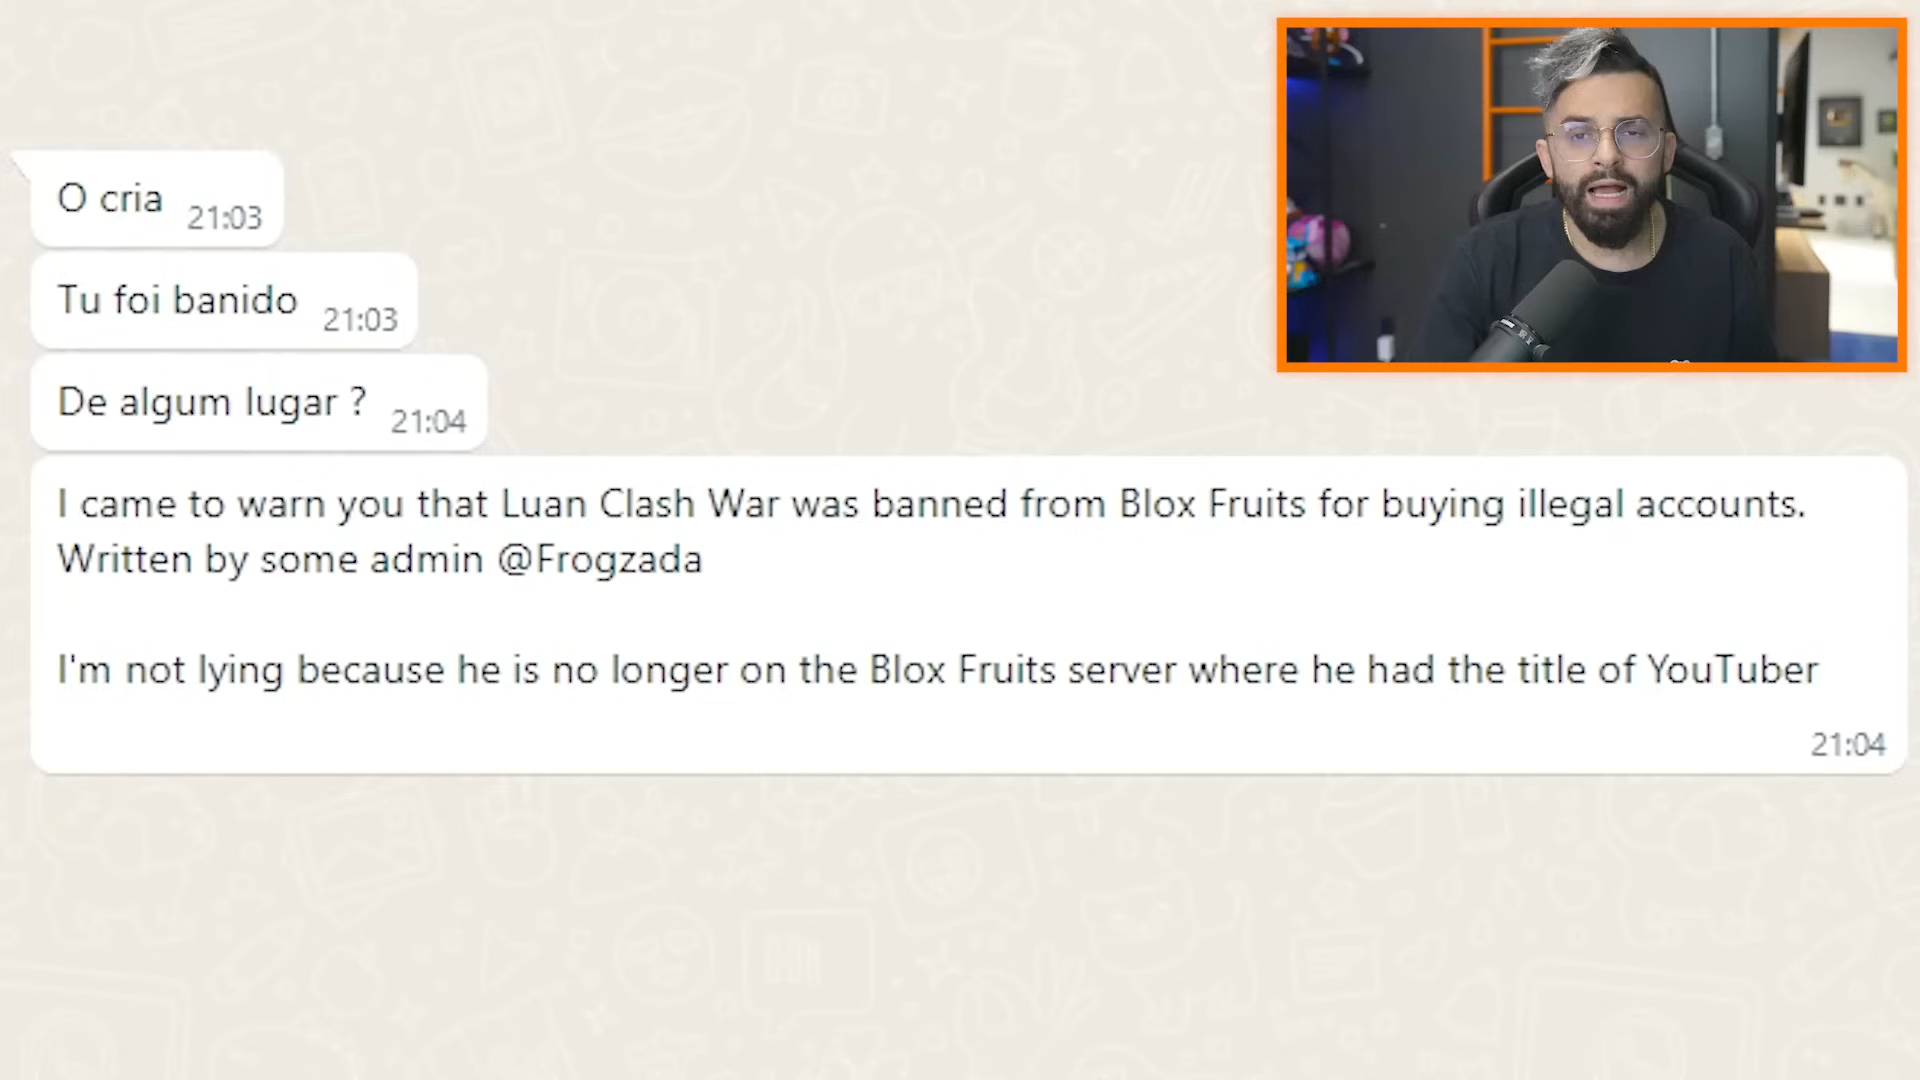 O cria 21:03
Tu foi banido 21:03
De algum lugar ? 21:04
I came to warn you that Luan Clash War was banned from Blox Fruits for buying illegal accounts.
Written by some admin @Frogzada
I'm not lying because he is no longer on the Blox Fruits server where he had the title of YouTuber
21:04